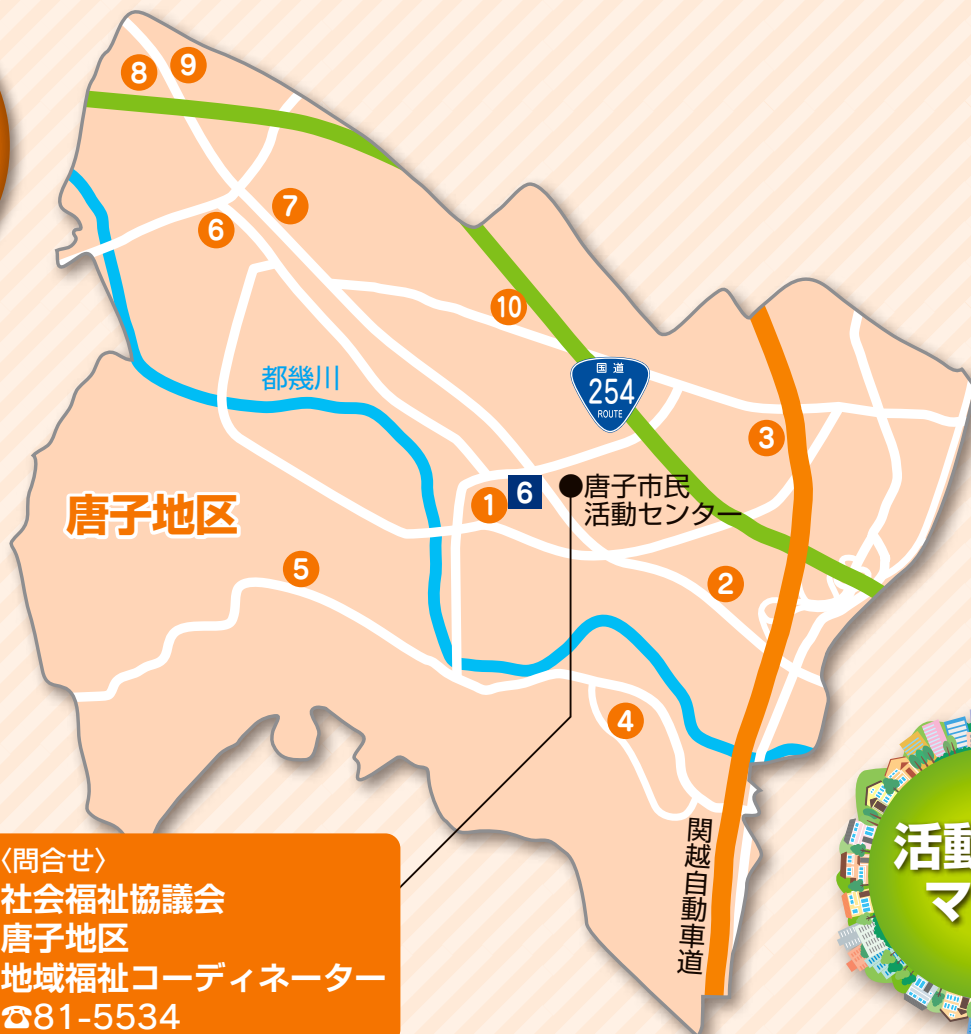 8
9
7
6
10
都幾川
国道
254
ROUTE
3
1
6
唐子市民
活動センター
唐子地区
5
2
4
関越自動車道
〈問合せ〉
社会福祉協議会
唐子地区
地域福祉コーディネーター
☎81-5534
活動
マ